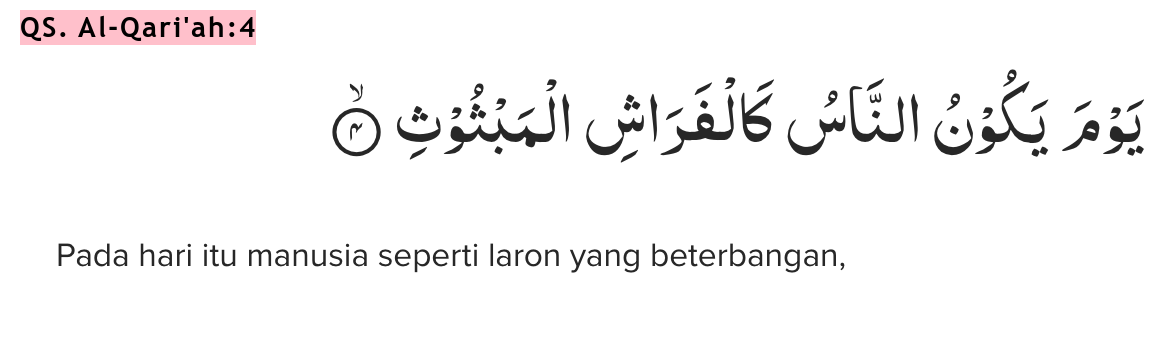 QS. Al-Qari'ah:4
يَوْمَ يَكُوْنُ النَّاسُ كَالْفَرَاشِ الْمَبْثُوْثِۙ ٤
Pada hari itu manusia seperti laron yang beterbangan,